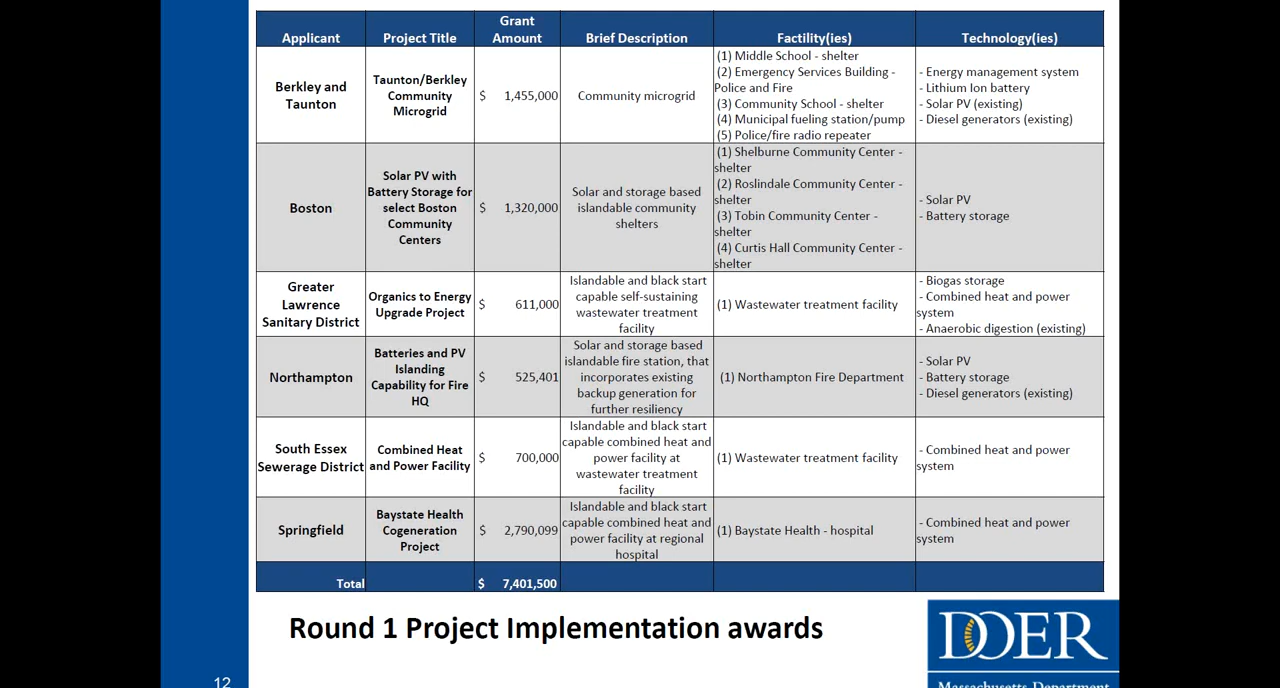 Applicant Project Title Grant Amount Brief Description Factility(ies) Technology(ies)
Berkley and
Taunton
Taunton/Berkley
Community
Microgrid
$ 1,455,000
Community microgrid
(1) Middle School - shelter
(2) Emergency Services Building -
Police and Fire
(3) Community School - shelter
(4) Municipal fueling station/pump
(5) Police/fire radio repeater
- Energy management system
- Lithium Ion battery
- Solar PV (existing)
- Diesel generators (existing)
Boston
Solar PV with
Battery Storage for
select Boston
Community
Centers
$ 1,320,000
Solar and storage based
islandable community
shelters
(1) Shelburne Community Center -
shelter
(2) Roslindale Community Center -
shelter
(3) Tobin Community Center -
shelter
(4) Curtis Hall Community Center -
shelter
- Solar PV
- Battery storage
Greater
Lawrence
Sanitary District
Organics to Energy
Upgrade Project
$ 611,000
Islandable and black start
capable self-sustaining
wastewater treatment
facility
(1) Wastewater treatment facility
- Biogas storage
- Combined heat and power
system
- Anaerobic digestion (existing)
Northampton
Batteries and PV
Islanding
Capability for Fire
HQ
$ 525,401
Solar and storage based
islandable fire station, that
incorporates existing
backup generation for
further resiliency
(1) Northampton Fire Department
- Solar PV
- Battery storage
- Diesel generators (existing)
South Essex
Sewerage District
Combined Heat
and Power Facility
$ 700,000
Islandable and black start
capable combined heat and
power facility at
wastewater treatment
facility
(1) Wastewater treatment facility
- Combined heat and power
system
Springfield
Baystate Health
Cogeneration
Project
$ 2,790,099
Islandable and black start
capable combined heat and
power facility at regional
hospital
(1) Baystate Health - hospital
- Combined heat and power
system
Total $ 7,401,500
Round 1 Project Implementation awards
DOER
Massachusetts Department
12